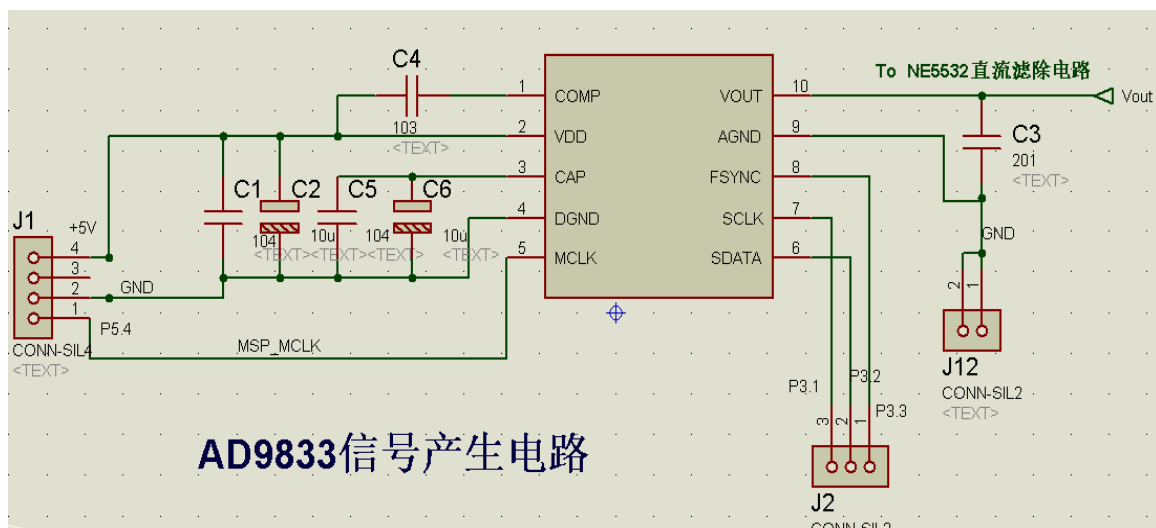 To NE5532直流滤除电路
C4
1
COMP
VOUT
10
Vout
103
<TEXT>
2
VDD
AGND
9
C3
201
<TEXT>
3
CAP
FSYNC
8
C1
C2
C5
C6
J1
+5V
4
DGND
SCLK
7
104
10u
104
10u
<TEXT>
<TEXT>
<TEXT>
<TEXT>
GND
4
3
2
1
5
MCLK
SDATA
6
GND
P5.4
2
1
CONN-SIL4
<TEXT>
MSP_MCLK
J12
CONN-SIL2
<TEXT>
P3.1
P3.2
P3.3
3
2
1
AD9833信号产生电路
J2